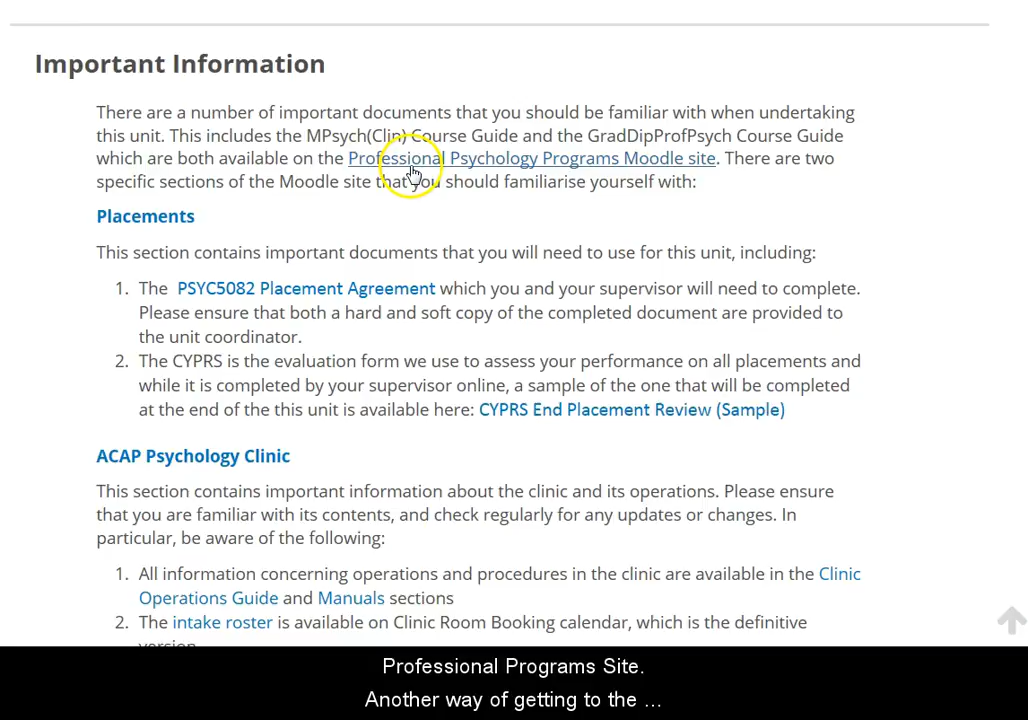 Important Information
There are a number of important documents that you should be familiar with when undertaking
this unit. This includes the MPsych(Clin) Course Guide and the GradDipProfPsych Course Guide
which are both available on the Professional Psychology Programs Moodle site. There are two
specific sections of the Moodle site that you should familiarise yourself with:
Placements
This section contains important documents that you will need to use for this unit, including:
1. The PSYC5082 Placement Agreement which you and your supervisor will need to complete.
Please ensure that both a hard and soft copy of the completed document are provided to
the unit coordinator.
2. The CYPRS is the evaluation form we use to assess your performance on all placements and
while it is completed by your supervisor online, a sample of the one that will be completed
at the end of the this unit is available here: CYPRS End Placement Review (Sample)
ACAP Psychology Clinic
This section contains important information about the clinic and its operations. Please ensure
that you are familiar with its contents, and check regularly for any updates or changes. In
particular, be aware of the following:
1. All information concerning operations and procedures in the clinic are available in the Clinic
Operations Guide and Manuals sections
2. The intake roster is available on Clinic Room Booking calendar, which is the definitive
version
Professional Programs Site.
Another way of getting to the ...